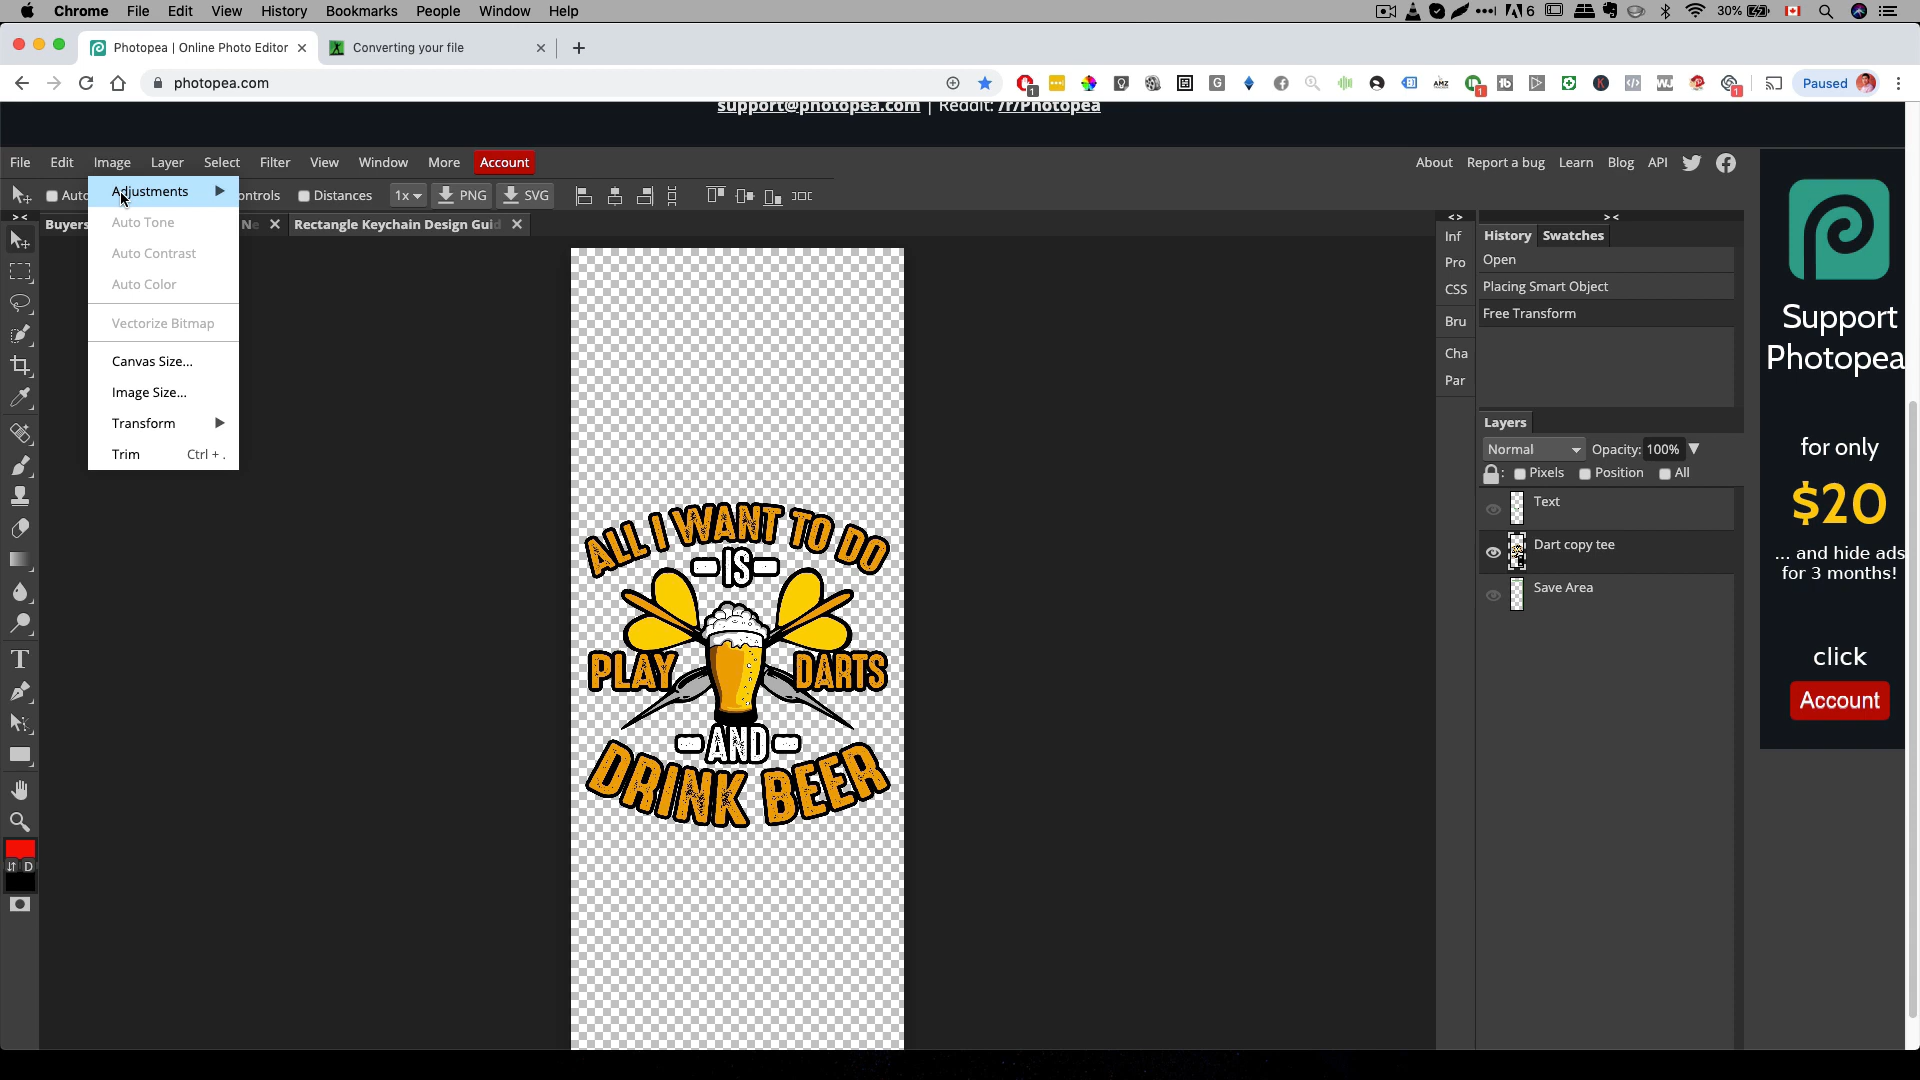 Chrome File Edit View History Bookmarks People Window Help
6 30%
Photopea | Online Photo Editor Converting your file
photopea.com
Paused
support@photopea.com | Reddit: /r/Photopea
File Edit Image Layer Select Filter View Window More Account
About Report a bug Learn Blog API
Distances 1x PNG SVG
Adjustments
Auto Tone
Auto Contrast
Auto Color
Vectorize Bitmap
Canvas Size...
Image Size...
Transform
Trim Ctrl + .
Buyers Rectangle Keychain Design Guid
ALL I WANT TO DO
IS
PLAY DARTS
AND
DRINK BEER
Inf
Pro
CSS
Bru
Cha
Par
History Swatches
Open
Placing Smart Object
Free Transform
Layers
Normal Opacity: 100%
: Pixels Position All
Text
Dart copy tee
Save Area
D
Support
Photopea
for only
$20
... and hide ads
for 3 months!
click
Account